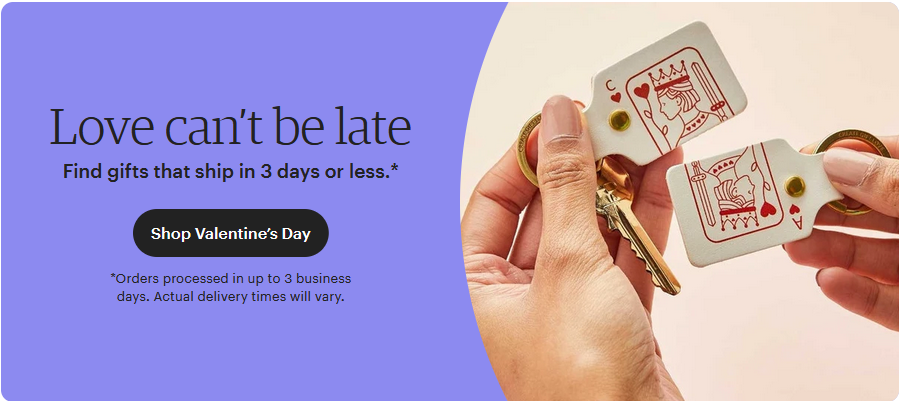 Love can't be late
Find gifts that ship in 3 days or less.*
Shop Valentine's Day
*Orders processed in up to 3 business
days. Actual delivery times will vary.
C
A